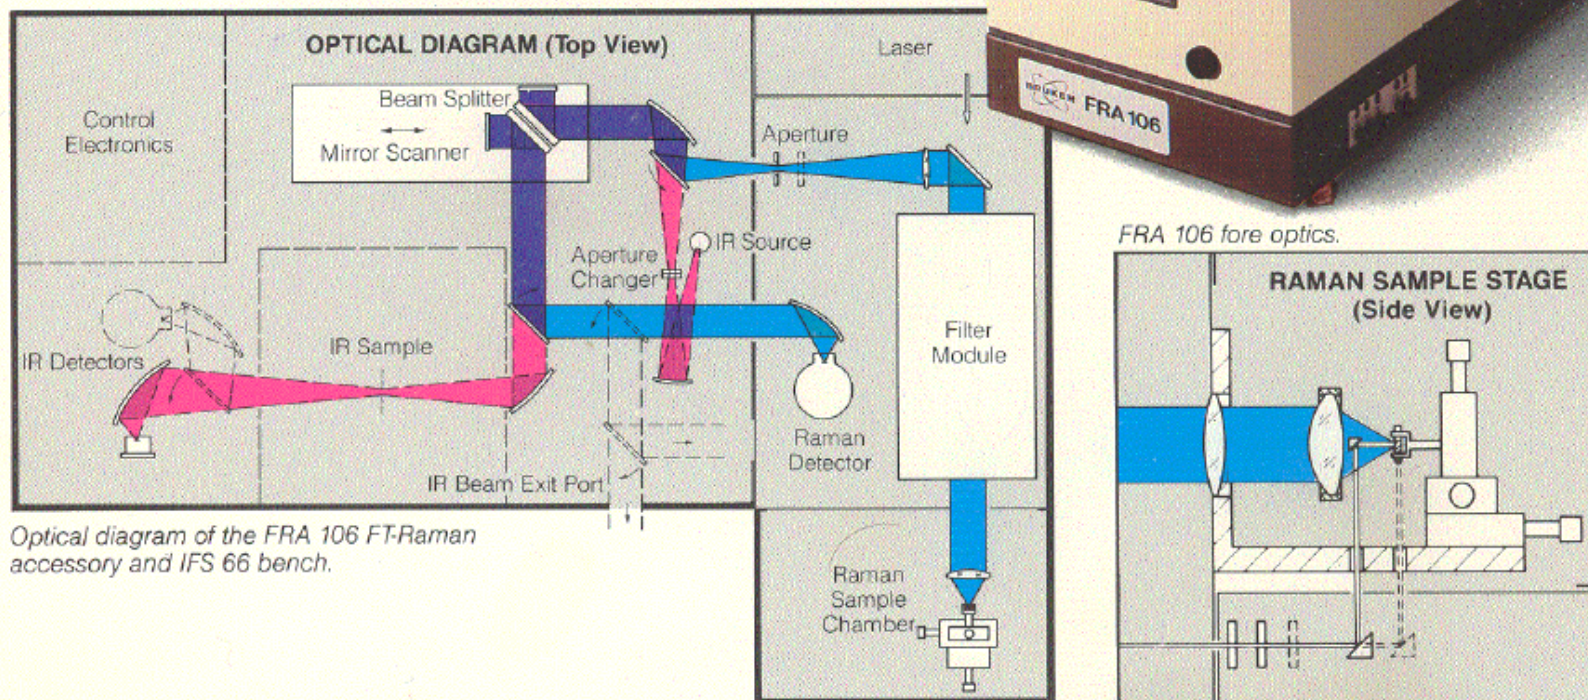 OPTICAL DIAGRAM (Top View)
Laser
Control
Electronics
Beam Splitter
Mirror Scanner
Aperture
BRUKER FRA 106
FRA 106 fore optics.
IR Source
Aperture
Changer
IR Detectors
IR Sample
Filter
Module
Raman
Detector
IR Beam Exit Port
Raman
Sample
Chamber
Optical diagram of the FRA 106 FT-Raman
accessory and IFS 66 bench.
RAMAN SAMPLE STAGE
(Side View)